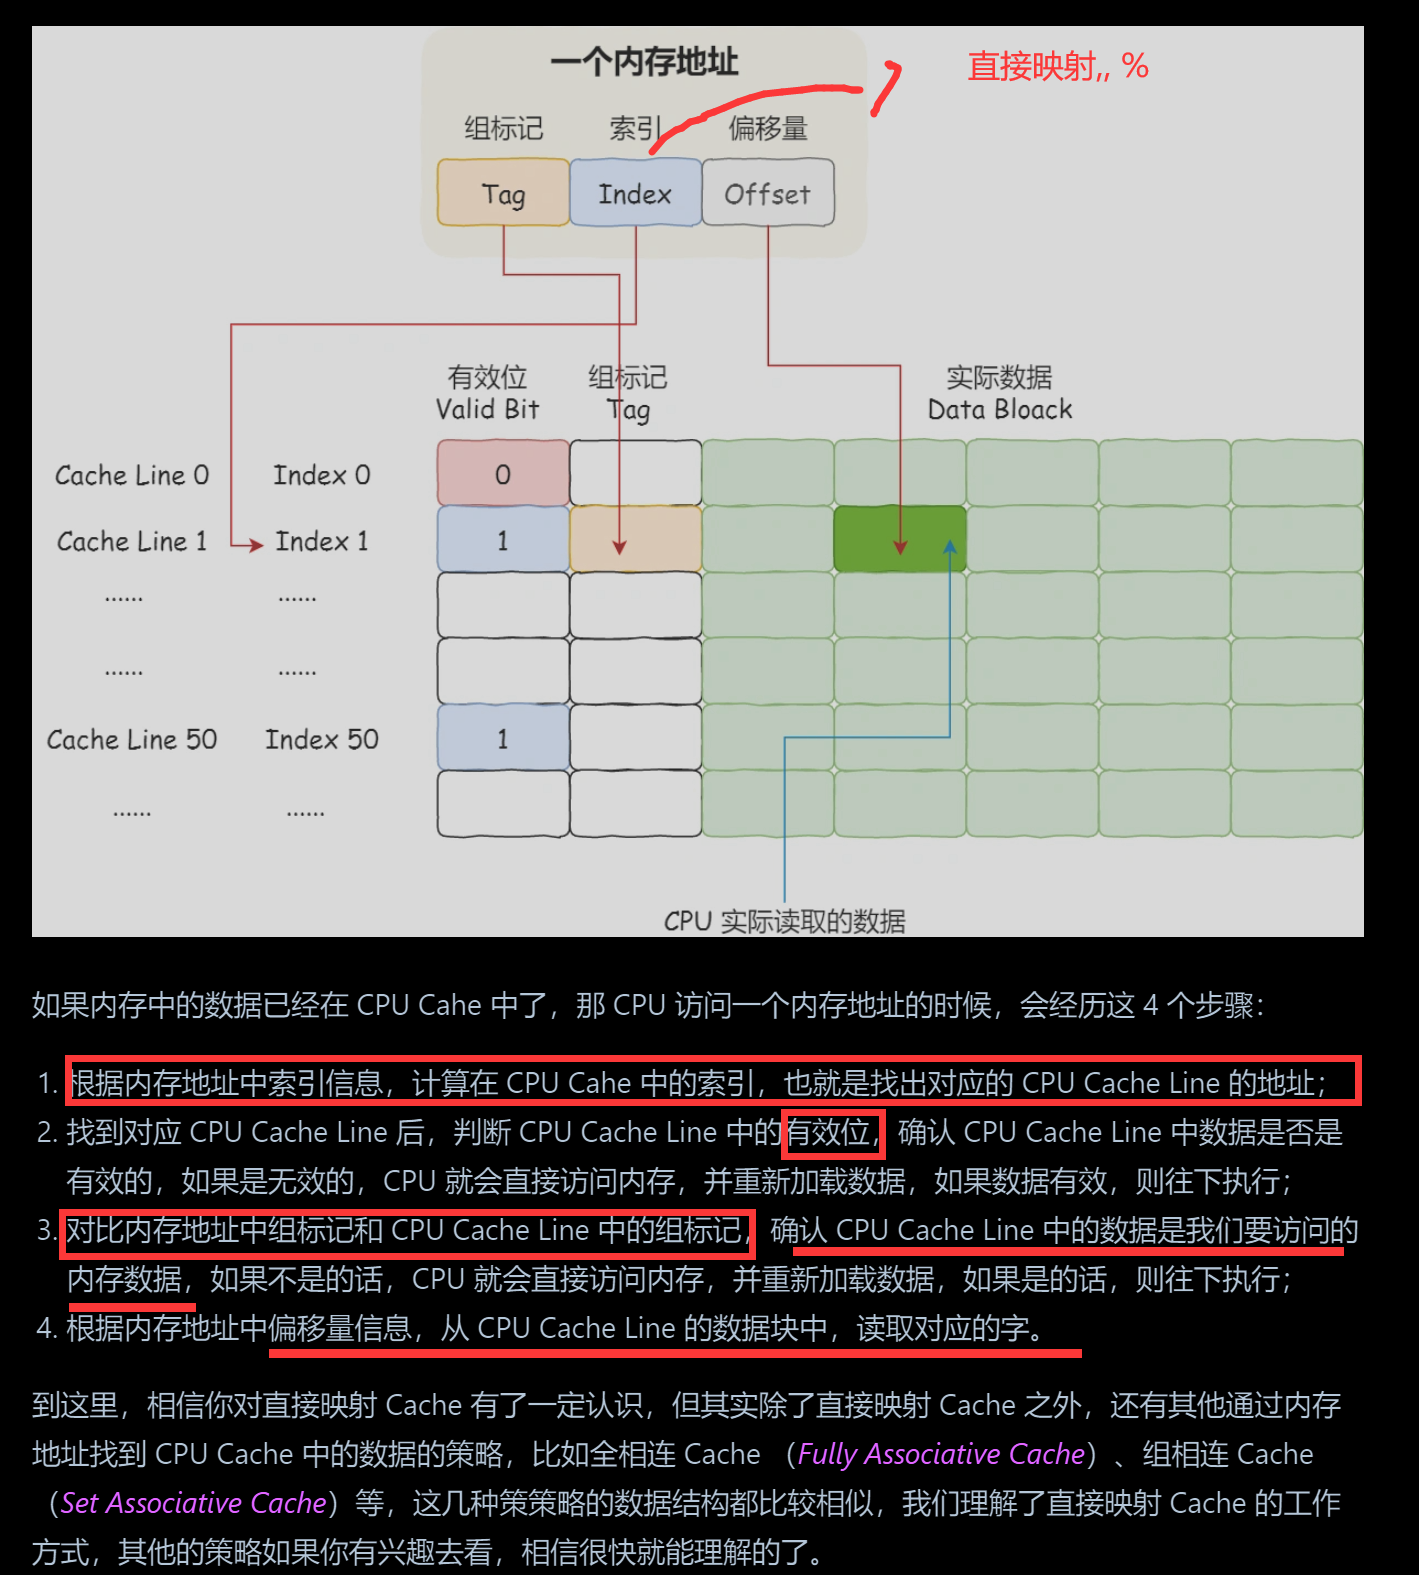 一个内存地址
直接映射,, %
组标记 索引 偏移量
Tag Index Offset
有效位 组标记 实际数据
Valid Bit Tag Data Bloack
Cache Line 0 Index 0 0
Cache Line 1 Index 1 1
...... ......
...... ......
Cache Line 50 Index 50 1
...... ......
CPU 实际读取的数据
如果内存中的数据已经在 CPU Cahe 中了，那 CPU 访问一个内存地址的时候，会经历这 4 个步骤：
1. 根据内存地址中索引信息，计算在 CPU Cahe 中的索引，也就是找出对应的 CPU Cache Line 的地址；
2. 找到对应 CPU Cache Line 后，判断 CPU Cache Line 中的有效位，确认 CPU Cache Line 中数据是否是
有效的，如果是无效的，CPU 就会直接访问内存，并重新加载数据，如果数据有效，则往下执行；
3. 对比内存地址中组标记和 CPU Cache Line 中的组标记，确认 CPU Cache Line 中的数据是我们要访问的
内存数据，如果不是的话，CPU 就会直接访问内存，并重新加载数据，如果是的话，则往下执行；
4. 根据内存地址中偏移量信息，从 CPU Cache Line 的数据块中，读取对应的字。
到这里，相信你对直接映射 Cache 有了一定认识，但其实除了直接映射 Cache 之外，还有其他通过内存
地址找到 CPU Cache 中的数据的策略，比如全相连 Cache （Fully Associative Cache）、组相连 Cache
（Set Associative Cache）等，这几种策策略的数据结构都比较相似，我们理解了直接映射 Cache 的工作
方式，其他的策略如果你有兴趣去看，相信很快就能理解的了。